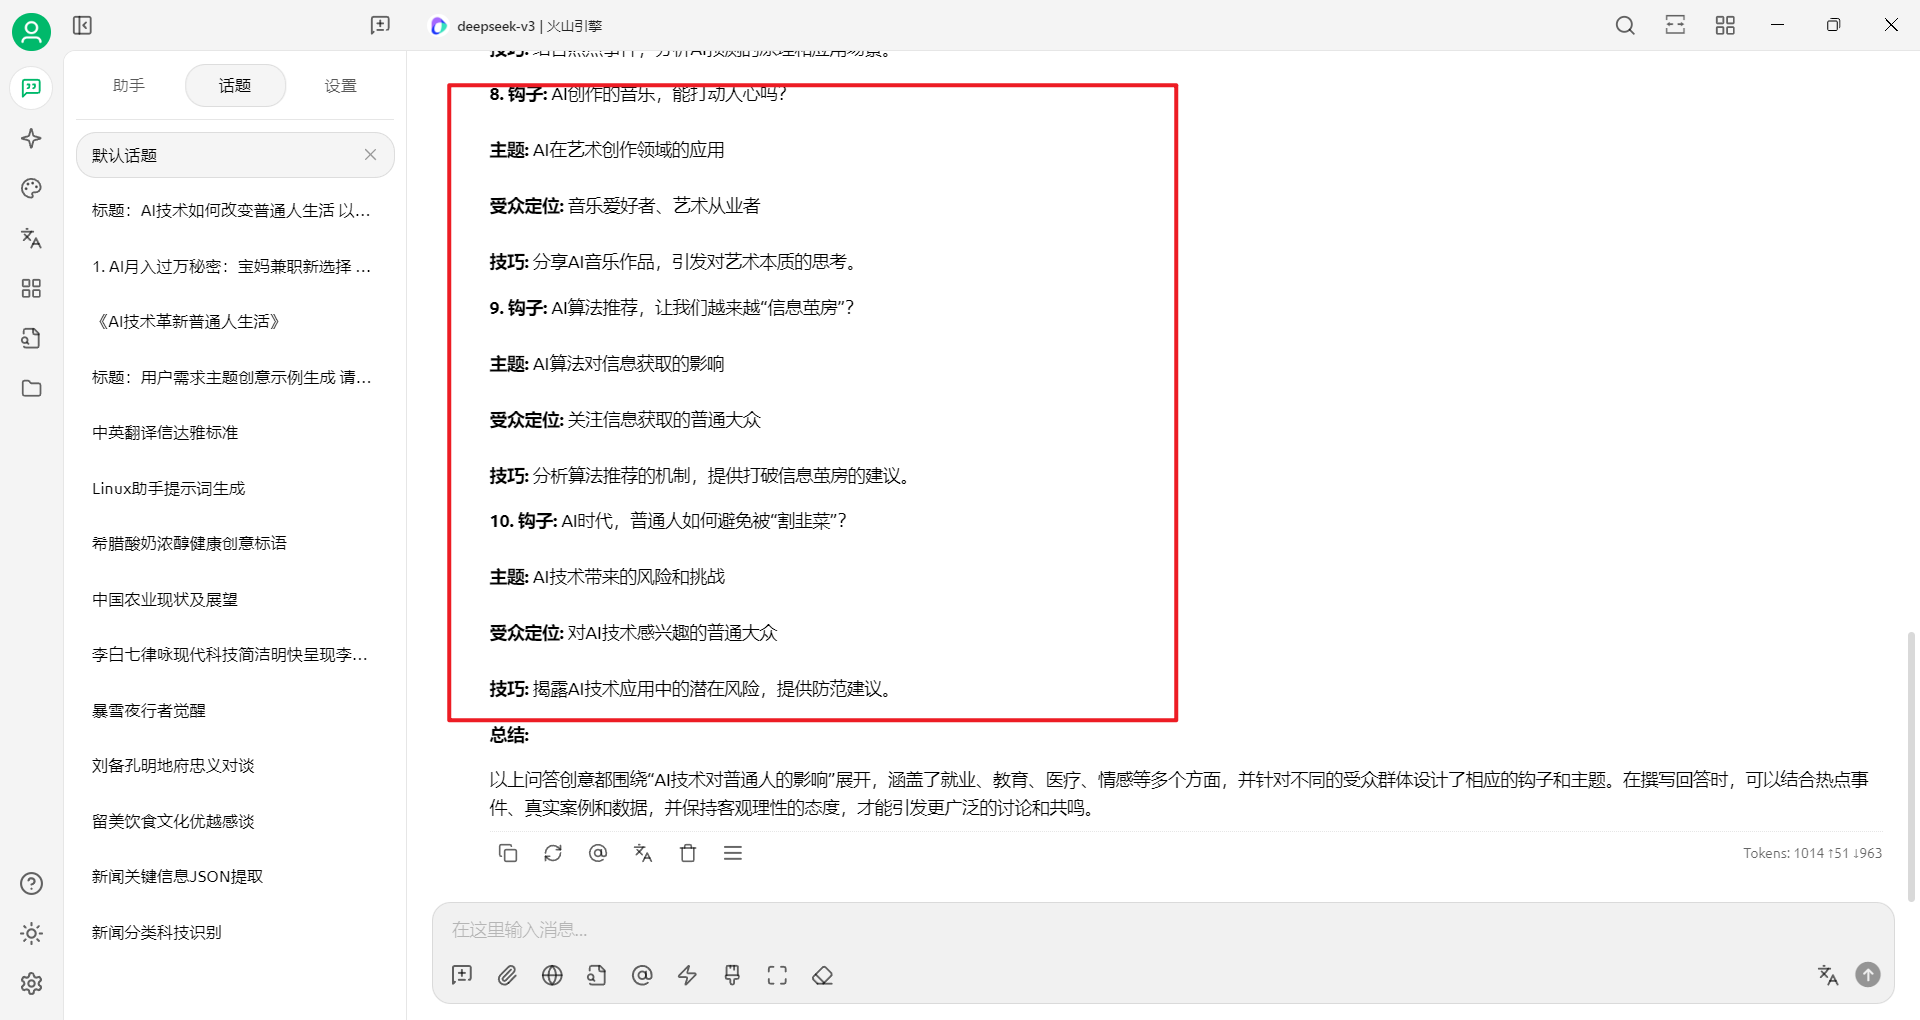 deepseek-v3 | 火山引擎
助手
话题
设置
默认话题
标题：AI技术如何改变普通人生活 以...
1. AI月入过万秘密：宝妈兼职新选择 ...
《AI技术革新普通人生活》
标题：用户需求主题创意示例生成 请...
中英翻译信达雅标准
Linux助手提示词生成
希腊酸奶浓醇健康创意标语
中国农业现状及展望
李白七律咏现代科技简洁明快呈现李...
暴雪夜行者觉醒
刘备孔明地府忠义对谈
留美饮食文化优越感谈
新闻关键信息JSON提取
新闻分类科技识别
技巧: 结合热点事件，分析AI预测的原理和应用场景。
8. 钩子: AI创作的音乐，能打动人心吗？
主题: AI在艺术创作领域的应用
受众定位: 音乐爱好者、艺术从业者
技巧: 分享AI音乐作品，引发对艺术本质的思考。
9. 钩子: AI算法推荐，让我们越来越“信息茧房”？
主题: AI算法对信息获取的影响
受众定位: 关注信息获取的普通大众
技巧: 分析算法推荐的机制，提供打破信息茧房的建议。
10. 钩子: AI时代，普通人如何避免被“割韭菜”？
主题: AI技术带来的风险和挑战
受众定位: 对AI技术感兴趣的普通大众
技巧: 揭露AI技术应用中的潜在风险，提供防范建议。
总结:
以上问答创意都围绕“AI技术对普通人的影响”展开，涵盖了就业、教育、医疗、情感等多个方面，并针对不同的受众群体设计了相应的钩子和主题。在撰写回答时，可以结合热点事
件、真实案例和数据，并保持客观理性的态度，才能引发更广泛的讨论和共鸣。
Tokens: 1014 ↑51 ↓963
在这里输入消息...